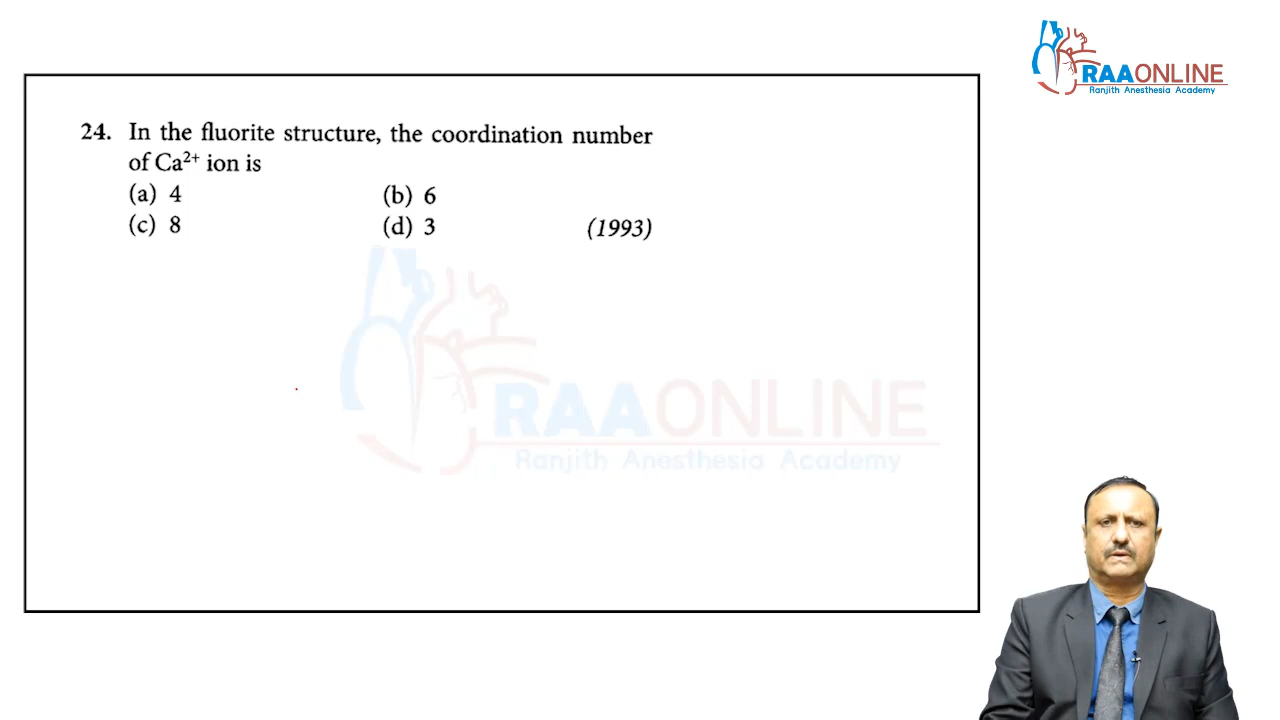 RAAONLINE
Ranjith Anesthesia Academy
24. In the fluorite structure, the coordination number
of Ca²⁺ ion is
(a) 4 (b) 6
(c) 8 (d) 3 (1993)
RAAONLINE
Ranjith Anesthesia Academy